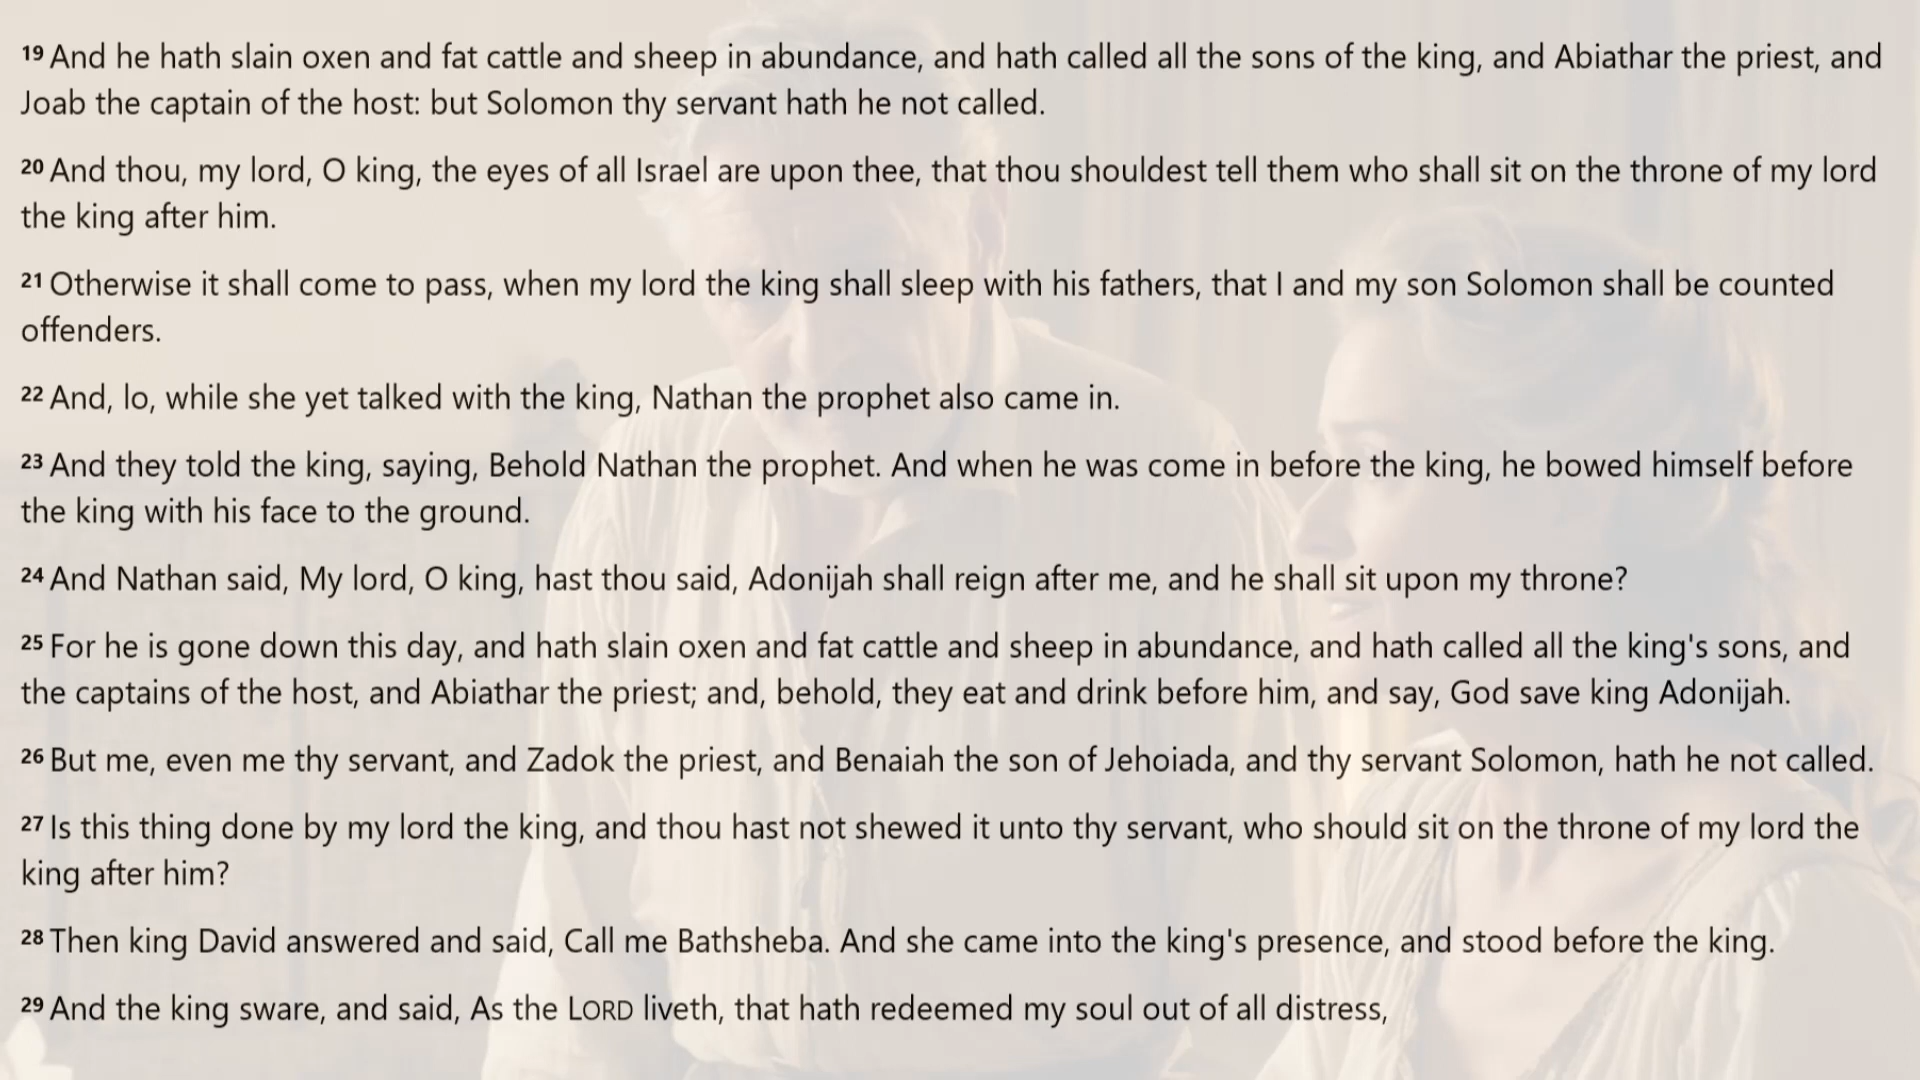 19 And he hath slain oxen and fat cattle and sheep in abundance, and hath called all the sons of the king, and Abiathar the priest, and
Joab the captain of the host: but Solomon thy servant hath he not called.
20 And thou, my lord, O king, the eyes of all Israel are upon thee, that thou shouldest tell them who shall sit on the throne of my lord
the king after him.
21 Otherwise it shall come to pass, when my lord the king shall sleep with his fathers, that I and my son Solomon shall be counted
offenders.
22 And, lo, while she yet talked with the king, Nathan the prophet also came in.
23 And they told the king, saying, Behold Nathan the prophet. And when he was come in before the king, he bowed himself before
the king with his face to the ground.
24 And Nathan said, My lord, O king, hast thou said, Adonijah shall reign after me, and he shall sit upon my throne?
25 For he is gone down this day, and hath slain oxen and fat cattle and sheep in abundance, and hath called all the king's sons, and
the captains of the host, and Abiathar the priest; and, behold, they eat and drink before him, and say, God save king Adonijah.
26 But me, even me thy servant, and Zadok the priest, and Benaiah the son of Jehoiada, and thy servant Solomon, hath he not called.
27 Is this thing done by my lord the king, and thou hast not shewed it unto thy servant, who should sit on the throne of my lord the
king after him?
28 Then king David answered and said, Call me Bathsheba. And she came into the king's presence, and stood before the king.
29 And the king sware, and said, As the LORD liveth, that hath redeemed my soul out of all distress,